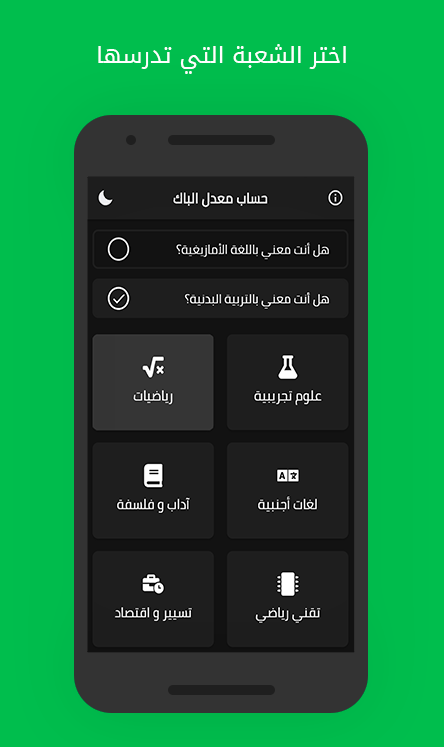 اختر الشعبة التي تدرسها
حساب معدل الباك
هل أنت معني باللغة الأمازيغية؟
هل أنت معني بالتربية البدنية؟
علوم تجريبية
رياضيات
لغات أجنبية
آداب و فلسفة
تقني رياضي
تسيير و اقتصاد